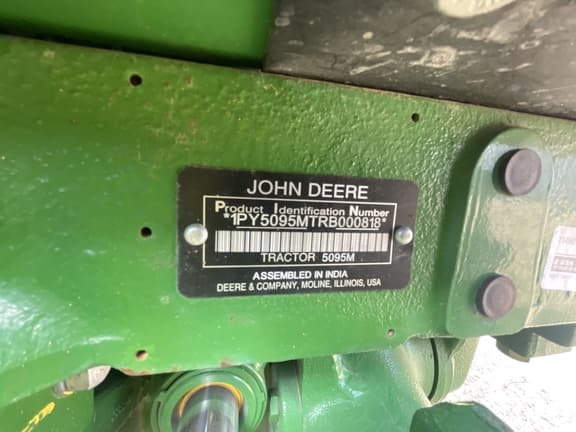 JOHN DEERE
Product Identification Number
*1PY5095MTRB000818*
TRACTOR 5095M
ASSEMBLED IN INDIA
DEERE & COMPANY, MOLINE, ILLINOIS, USA